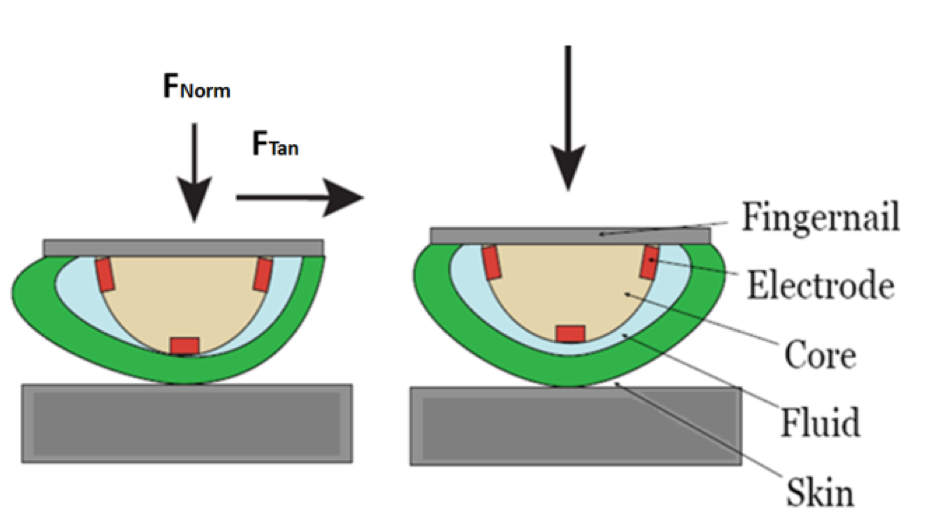 FNorm
FTan
Fingernail
Electrode
Core
Fluid
Skin